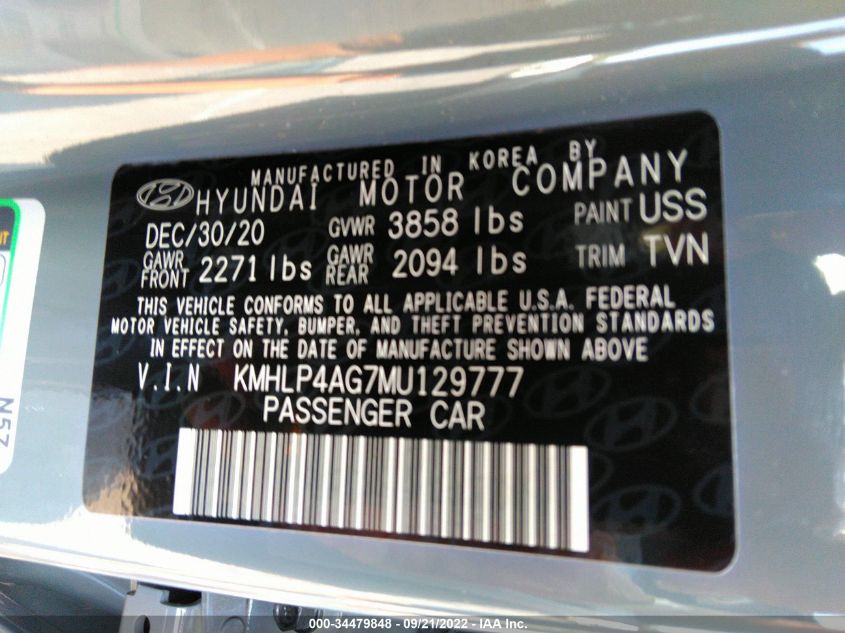 MANUFACTURED IN KOREA BY
HYUNDAI MOTOR COMPANY
DEC/30/20 GVWR 3858 lbs PAINT USS
GAWR FRONT 2271 lbs GAWR REAR 2094 lbs TRIM TVN
THIS VEHICLE CONFORMS TO ALL APPLICABLE U.S.A. FEDERAL
MOTOR VEHICLE SAFETY, BUMPER, AND THEFT PREVENTION STANDARDS
IN EFFECT ON THE DATE OF MANUFACTURE SHOWN ABOVE
V.I.N KMHLP4AG7MU129777
PASSENGER CAR
N57
000-34479848 - 09/21/2022 - IAA Inc.